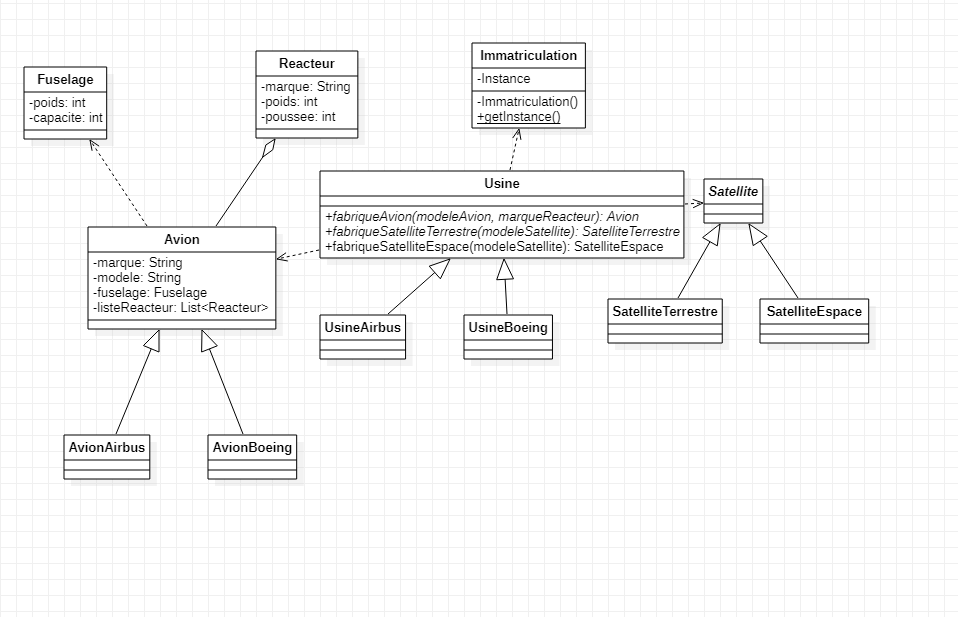 Fuselage
-poids: int
-capacite: int
Reacteur
-marque: String
-poids: int
-poussee: int
Immatriculation
-Instance
-Immatriculation()
+getInstance()
Usine
+fabriqueAvion(modeleAvion, marqueReacteur): Avion
+fabriqueSatelliteTerrestre(modeleSatellite): SatelliteTerrestre
+fabriqueSatelliteEspace(modeleSatellite): SatelliteEspace
Satellite
Avion
-marque: String
-modele: String
-fuselage: Fuselage
-listeReacteur: List<Reacteur>
UsineAirbus
UsineBoeing
SatelliteTerrestre
SatelliteEspace
AvionAirbus
AvionBoeing